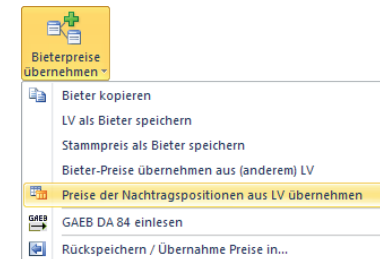 Bieterpreise
übernehmen
Bieter kopieren
LV als Bieter speichern
Stammpreis als Bieter speichern
Bieter-Preise übernehmen aus (anderem) LV
Preise der Nachtragspositionen aus LV übernehmen
GAEB GAEB DA 84 einlesen
Rückspeichern / Übernahme Preise in...